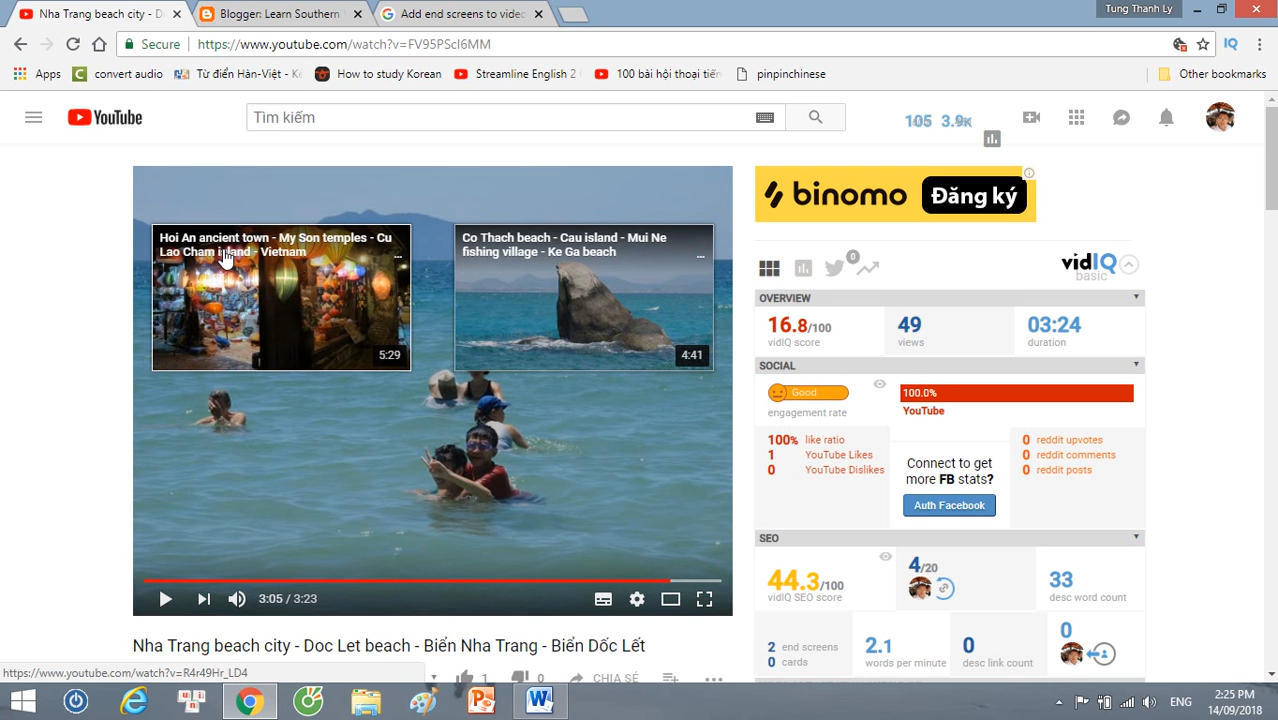 Nha Trang beach city - D
Blogger: Learn Southern
Add end screens to video
Tung Thanh Ly
Secure
https://www.youtube.com/watch?v=FV95PScI6MM
Apps
convert audio
Từ điển Hàn-Việt - K
How to study Korean
Streamline English 2
100 bài hội thoại tiế
pinpinchinese
Other bookmarks
YouTube
Tìm kiếm
105 3.9K
Hoi An ancient town - My Son temples - Cu
Lao Cham island - Vietnam
5:29
Co Thach beach - Cau island - Mui Ne
fishing village - Ke Ga beach
4:41
3:05 / 3:23
Nha Trang beach city - Doc Let beach - Biển Nha Trang - Biển Dốc Lết
1
0
CHIA SẺ
https://www.youtube.com/watch?v=R4r49Hr_LD4
binomo Đăng ký
0
vidIQ
basic
OVERVIEW
16.8/100
vidIQ score
49
views
03:24
duration
SOCIAL
Good
engagement rate
100.0%
YouTube
100% like ratio
1 YouTube Likes
0 YouTube Dislikes
Connect to get
more FB stats?
Auth Facebook
0 reddit upvotes
0 reddit comments
0 reddit posts
SEO
44.3/100
vidIQ SEO score
4/20
33
desc word count
2 end screens
0 cards
2.1
words per minute
0
desc link count
0
ENG
2:25 PM
14/09/2018